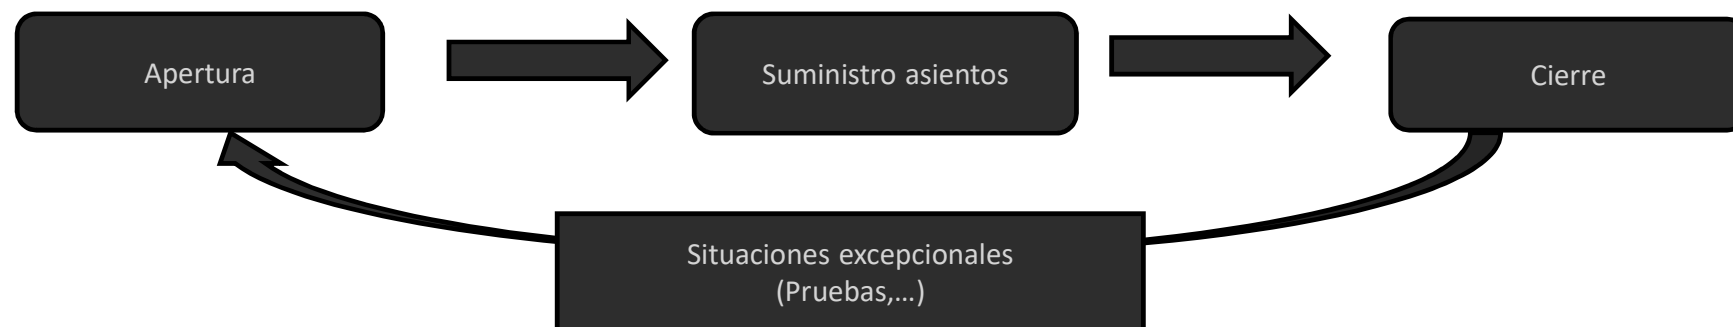 Apertura
Suministro asientos
Cierre
Situaciones excepcionales
(Pruebas,...)